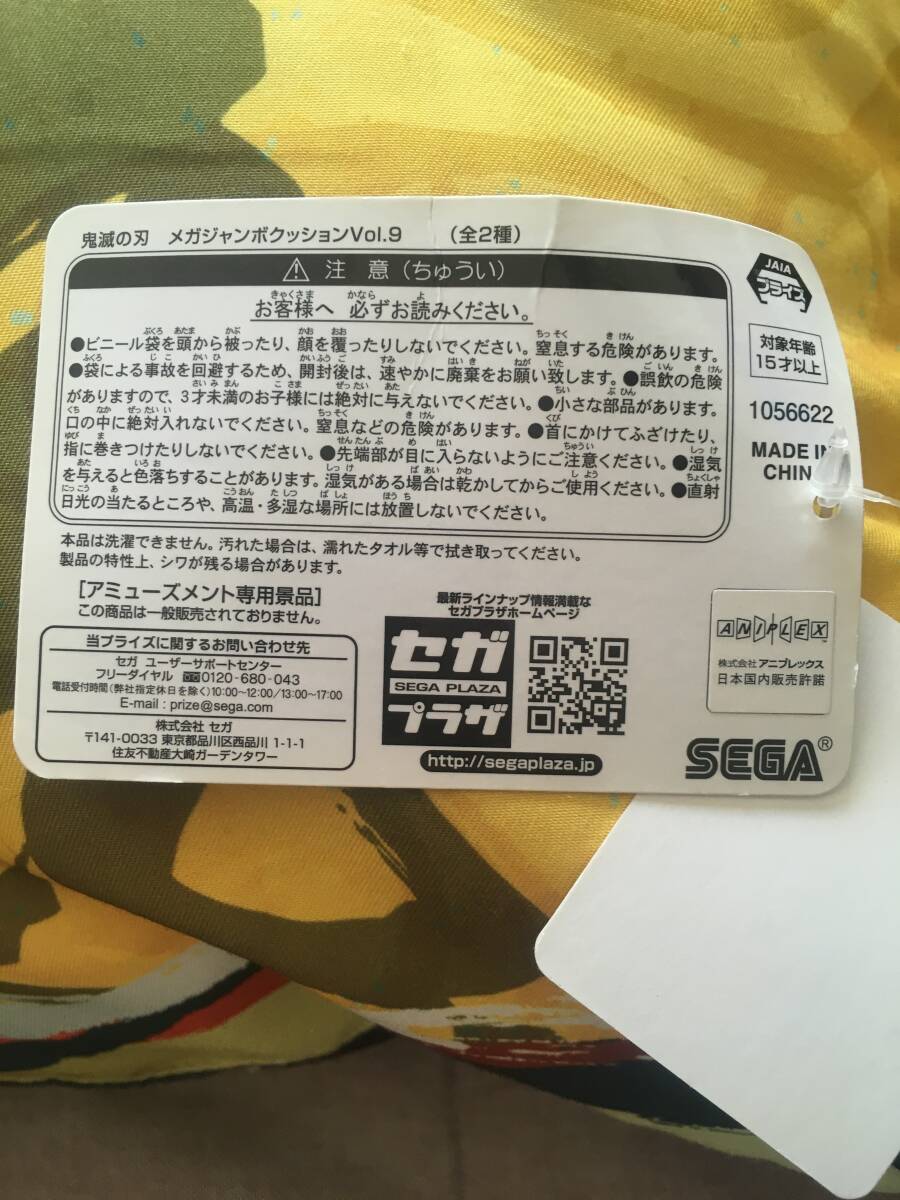 鬼滅の刃　メガジャンボクッションVol.9　（全2種）
⚠ 注 意（ちゅうい）
お客様へ 必ずお読みください。
●ビニール袋を頭から被ったり、顔を覆ったりしないでください。窒息する危険があります。
●袋による事故を回避するため、開封後は、速やかに廃棄をお願い致します。●誤飲の危険
がありますので、3才未満のお子様には絶対に与えないでください。●小さな部品があります。
口の中に絶対入れないでください。窒息などの危険があります。●首にかけてふざけたり、
指に巻きつけたりしないでください。●先端部が目に入らないようにご注意ください。●湿気
を与えると色落ちすることがあります。湿気がある場合は乾かしてからご使用ください。●直射
日光の当たるところや、高温・多湿な場所には放置しないでください。
本品は洗濯できません。汚れた場合は、濡れたタオル等で拭き取ってください。
製品の特性上、シワが残る場合があります。
[アミューズメント専用景品]
この商品は一般販売されておりません。
当プライズに関するお問い合わせ先
セガ ユーザーサポートセンター
フリーダイヤル 0120-680-043
電話受付時間(弊社指定休日を除く)10:00〜12:00/13:00〜17:00
E-mail : prize@sega.com
株式会社 セガ
〒141-0033 東京都品川区西品川 1-1-1
住友不動産大崎ガーデンタワー
最新ラインナップ情報満載な
セガプラザホームページ
セガ
SEGA PLAZA
プラザ
http://segaplaza.jp
JAIA
プライズ
対象年齢
15才以上
1056622
MADE IN
CHIN
ANIPLEX
株式会社 アニプレックス
日本国内販売許諾
SEGA®